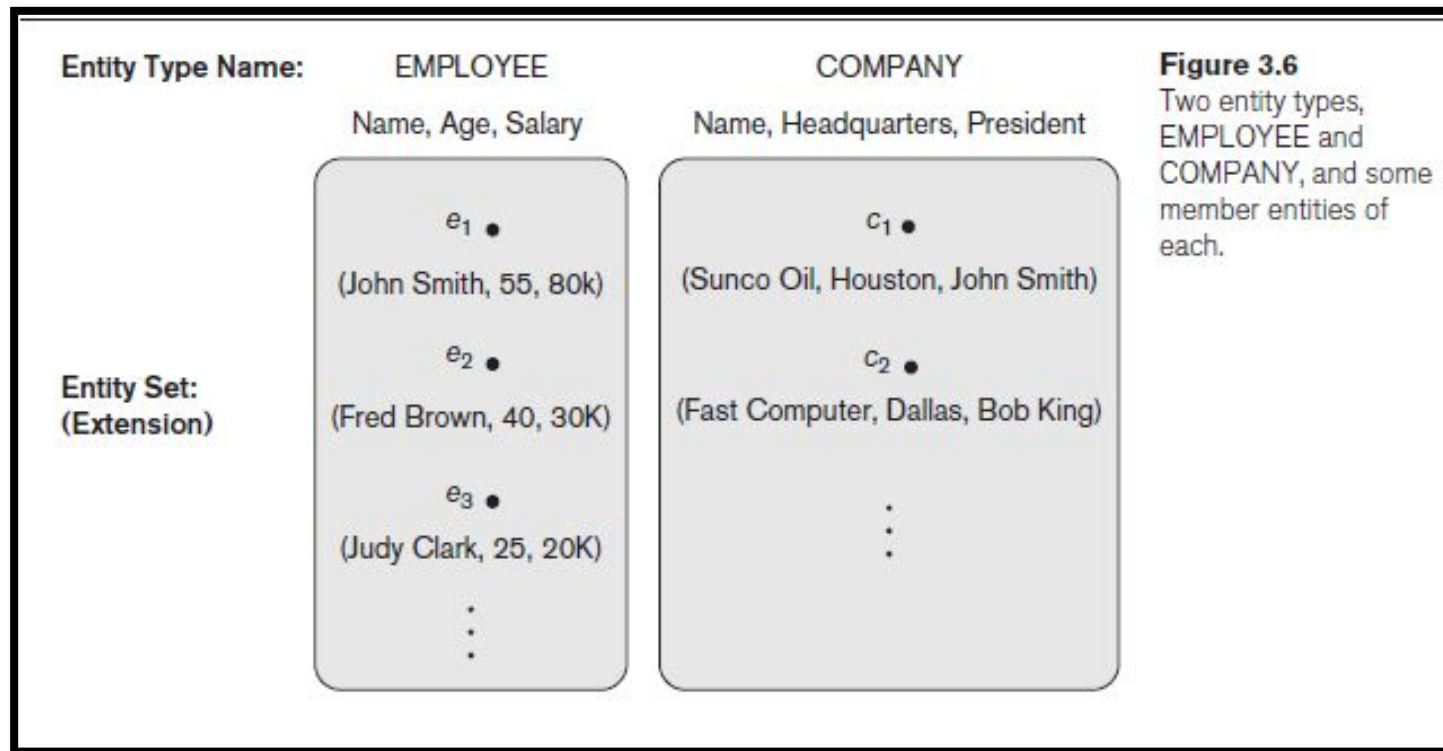 Entity Type Name: EMPLOYEE COMPANY
Name, Age, Salary Name, Headquarters, President
e₁ c₁
(John Smith, 55, 80k) (Sunco Oil, Houston, John Smith)
e₂ c₂
Entity Set:
(Extension) (Fred Brown, 40, 30K) (Fast Computer, Dallas, Bob King)
e₃
(Judy Clark, 25, 20K)
Figure 3.6
Two entity types,
EMPLOYEE and
COMPANY, and some
member entities of
each.